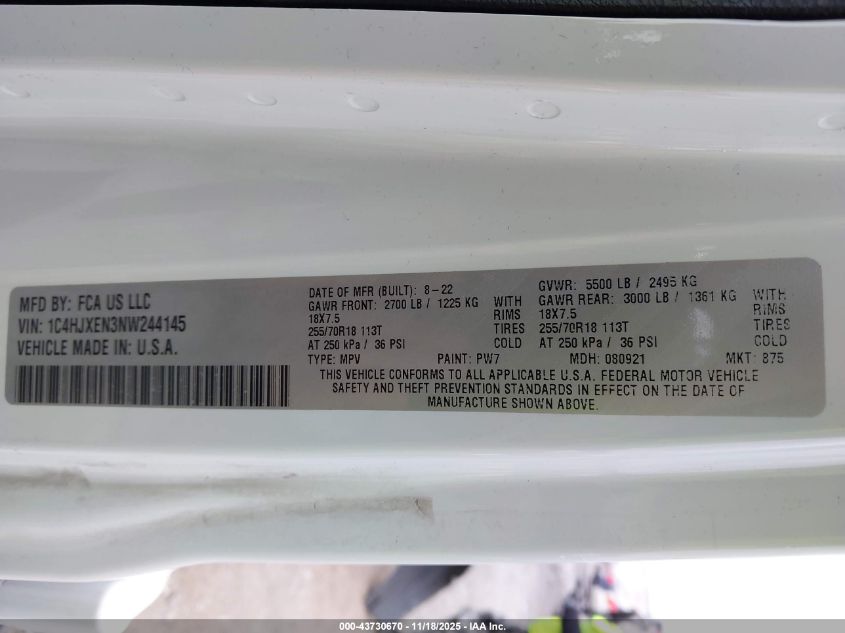 MFD BY: FCA US LLC
VIN: 1C4HJXEN3NW244145
VEHICLE MADE IN: U.S.A.
DATE OF MFR (BUILT): 8-22
GAWR FRONT: 2700 LB / 1225 KG WITH
18X7.5 RIMS
255/70R18 113T TIRES
AT 250 kPa / 36 PSI COLD
GVWR: 5500 LB / 2495 KG
GAWR REAR: 3000 LB / 1361 KG WITH
18X7.5 RIMS
255/70R18 113T TIRES
AT 250 kPa / 36 PSI COLD
TYPE: MPV PAINT: PW7 MDH: 080921 MKT: 875
THIS VEHICLE CONFORMS TO ALL APPLICABLE U.S.A. FEDERAL MOTOR VEHICLE
SAFETY AND THEFT PREVENTION STANDARDS IN EFFECT ON THE DATE OF
MANUFACTURE SHOWN ABOVE.
000-43730670 - 11/18/2025 - IAA Inc.